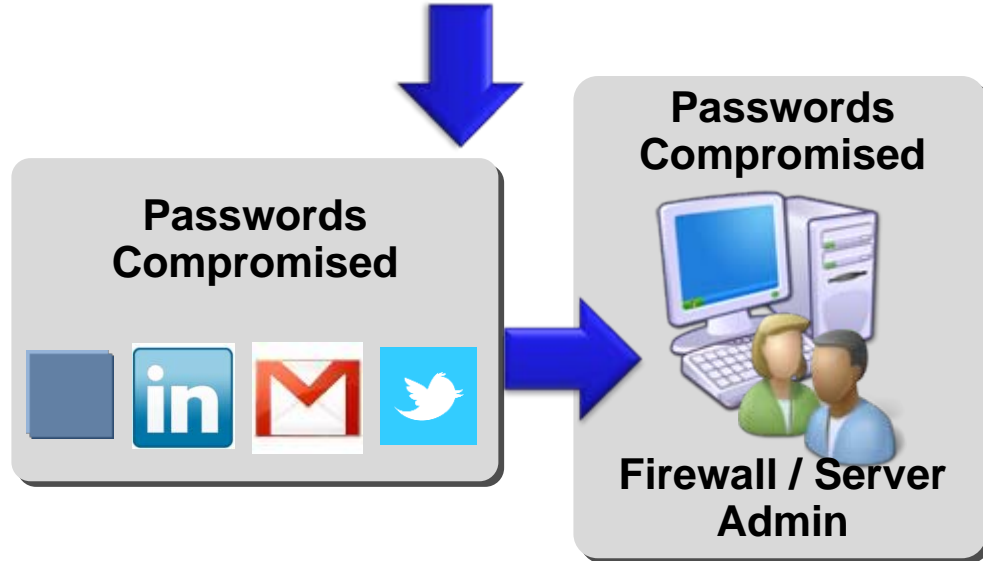 Passwords
Compromised
in
Passwords
Compromised
Firewall / Server
Admin